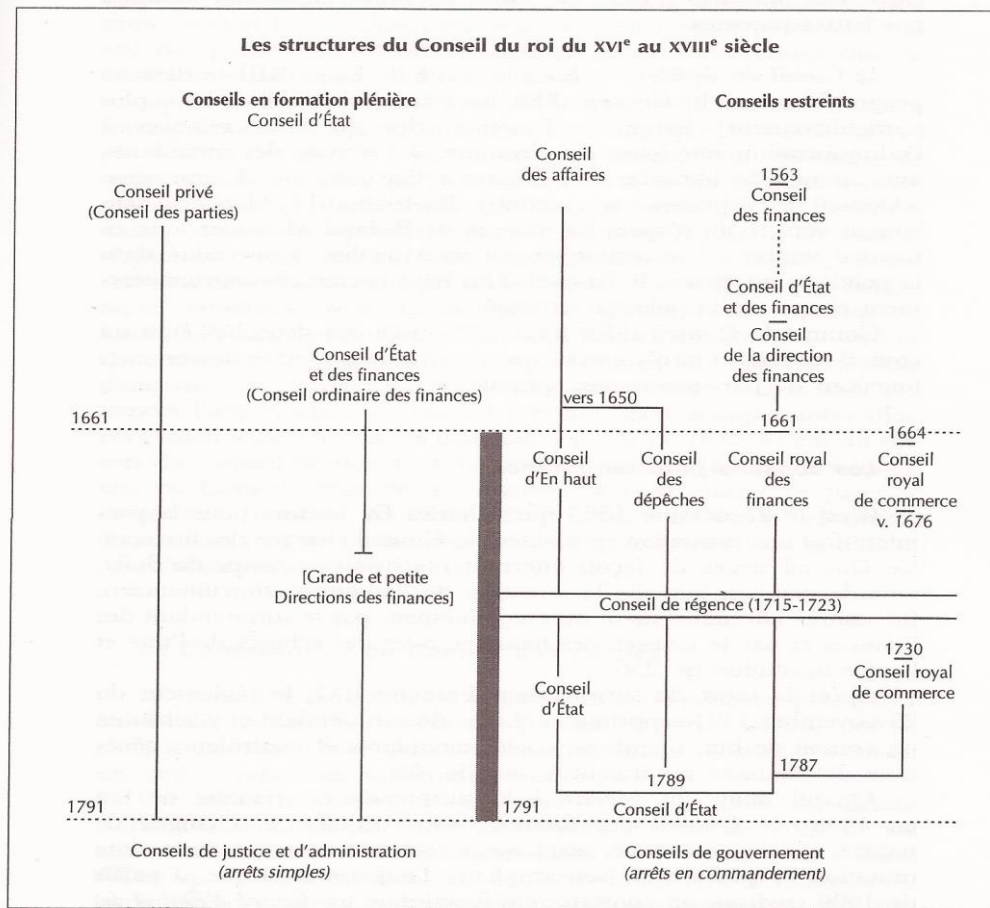 Les structures du Conseil du roi du XVIe au XVIIIe siècle
Conseils en formation plénière
Conseil d'État
Conseils restreints
Conseil privé
(Conseil des parties)
Conseil
des affaires
1563
Conseil
des finances
Conseil d'État
et des finances
Conseil
de la direction
des finances
Conseil d'État
et des finances
(Conseil ordinaire des finances)
vers 1650
1661
1661
1664
Conseil
d'En haut
Conseil
des
dépêches
Conseil royal
des
finances
Conseil
royal
de commerce
v. 1676
[Grande et petite
Directions des finances]
Conseil de régence (1715-1723)
1730
Conseil royal
de commerce
Conseil
d'État
1789
1787
1791
1791
Conseil d'État
Conseils de justice et d'administration
(arrêts simples)
Conseils de gouvernement
(arrêts en commandement)